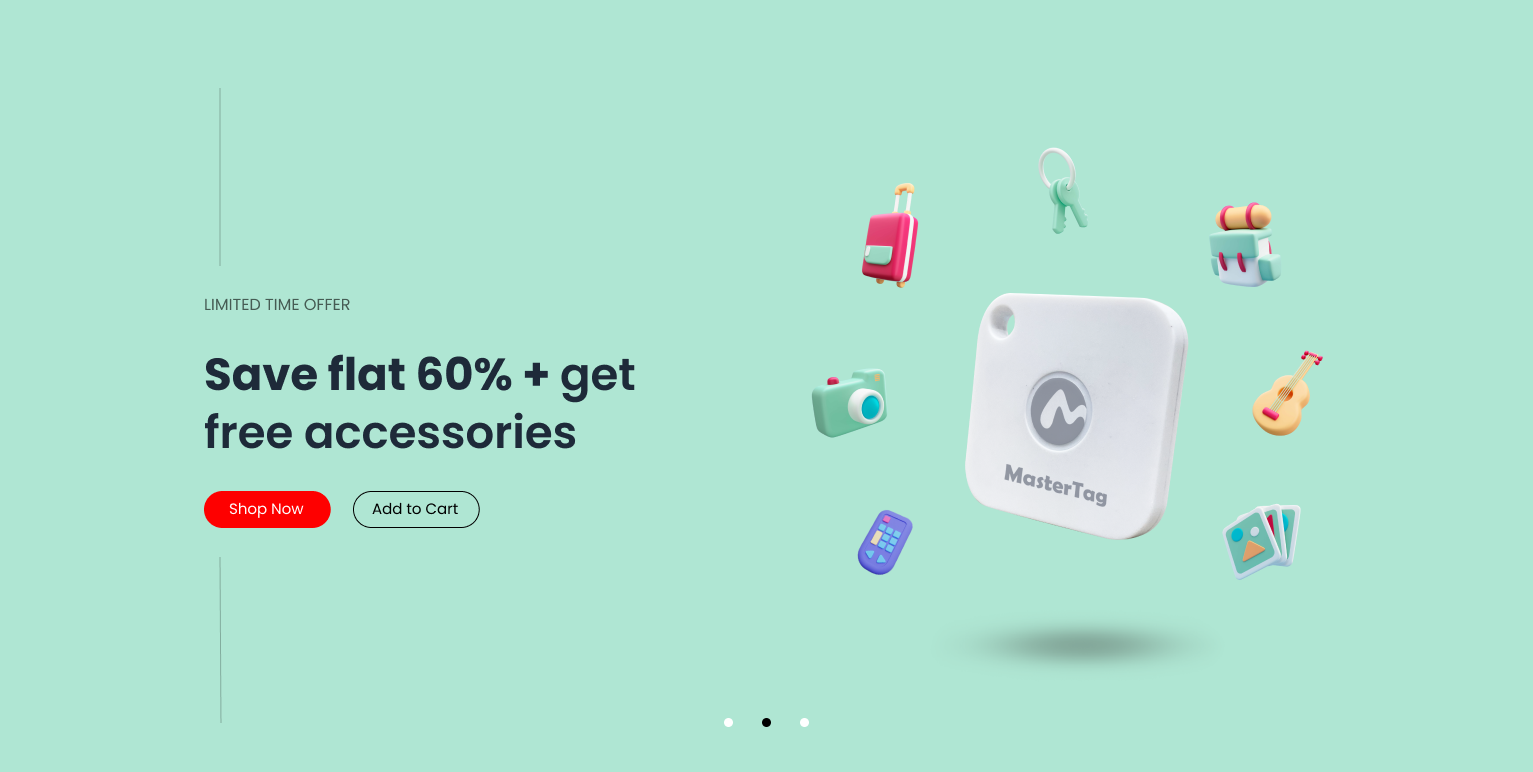 LIMITED TIME OFFER
Save flat 60% + get
free accessories
Shop Now
Add to Cart
MasterTag